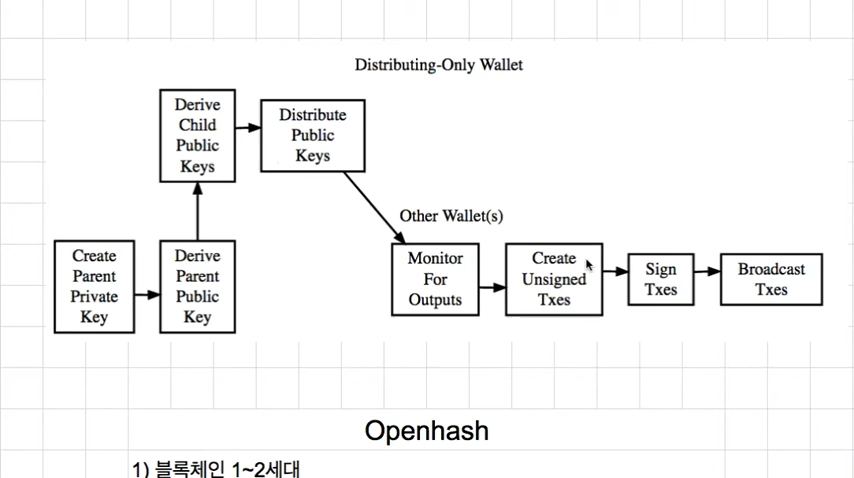 Distributing-Only Wallet
Derive
Child
Public
Keys
Distribute
Public
Keys
Other Wallet(s)
Create
Parent
Private
Key
Derive
Parent
Public
Key
Monitor
For
Outputs
Create
Unsigned
Txes
Sign
Txes
Broadcast
Txes
Openhash
1) 블록체인 1~2세대